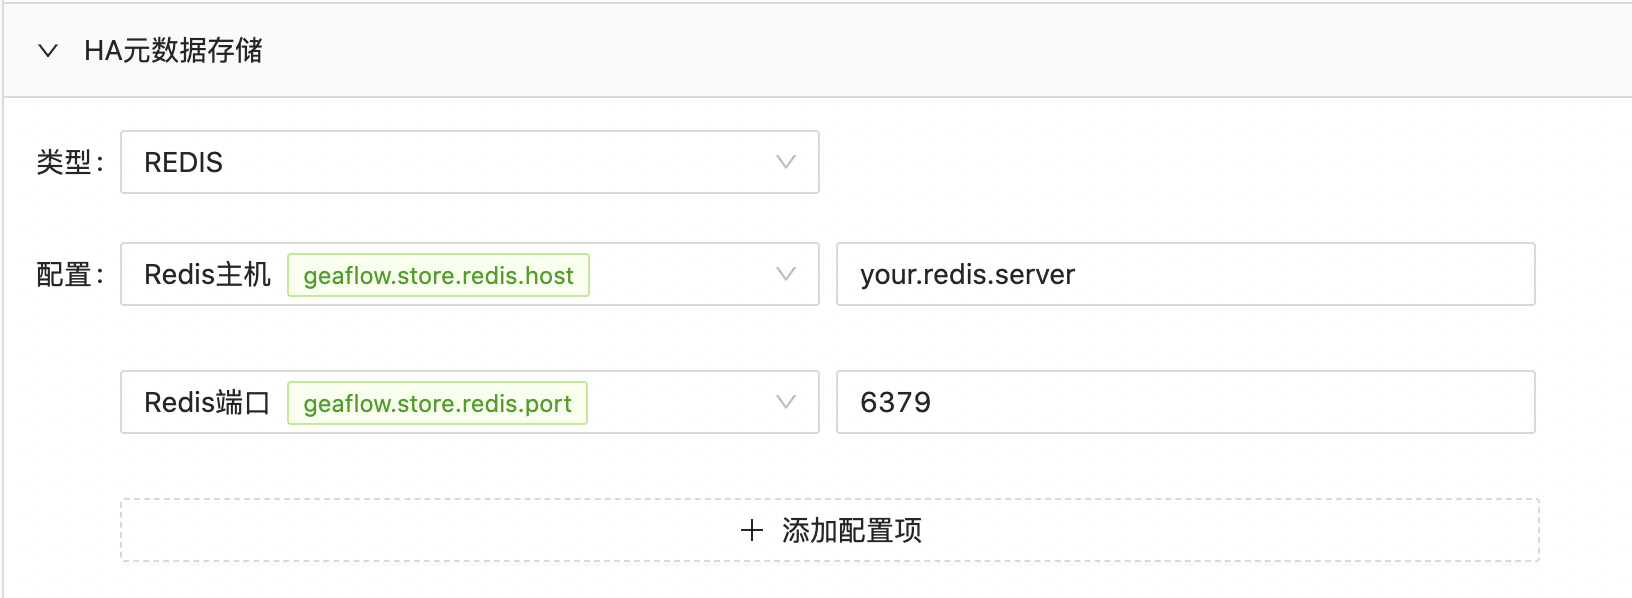 HA元数据存储
类型： REDIS
配置： Redis主机 geaflow.store.redis.host your.redis.server
Redis端口 geaflow.store.redis.port 6379
添加配置项